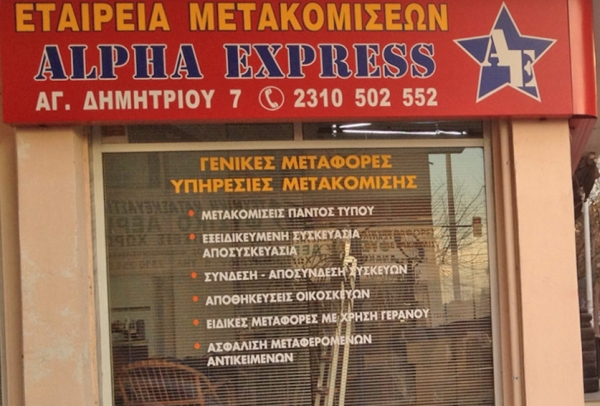 ΕΤΑΙΡΕΙΑ ΜΕΤΑΚΟΜΙΣΕΩΝ
ALPHA EXPRESS
AE
ΑΓ. ΔΗΜΗΤΡΙΟΥ 7 2310 502 552
ΓΕΝΙΚΕΣ ΜΕΤΑΦΟΡΕΣ
ΥΠΗΡΕΣΙΕΣ ΜΕΤΑΚΟΜΙΣΗΣ
• ΜΕΤΑΚΟΜΙΣΕΙΣ ΠΑΝΤΟΣ ΤΥΠΟΥ
• ΕΞΕΙΔΙΚΕΥΜΕΝΗ ΣΥΣΚΕΥΑΣΙΑ
ΑΠΟΣΥΣΚΕΥΑΣΙΑ
• ΣΥΝΔΕΣΗ - ΑΠΟΣΥΝΔΕΣΗ ΣΥΣΚΕΥΩΝ
• ΑΠΟΘΗΚΕΥΣΕΙΣ ΟΙΚΟΣΚΕΥΩΝ
• ΕΙΔΙΚΕΣ ΜΕΤΑΦΟΡΕΣ ΜΕ ΧΡΗΣΗ ΓΕΡΑΝΟΥ
• ΑΣΦΑΛΙΣΗ ΜΕΤΑΦΕΡΟΜΕΝΩΝ
ΑΝΤΙΚΕΙΜΕΝΩΝ